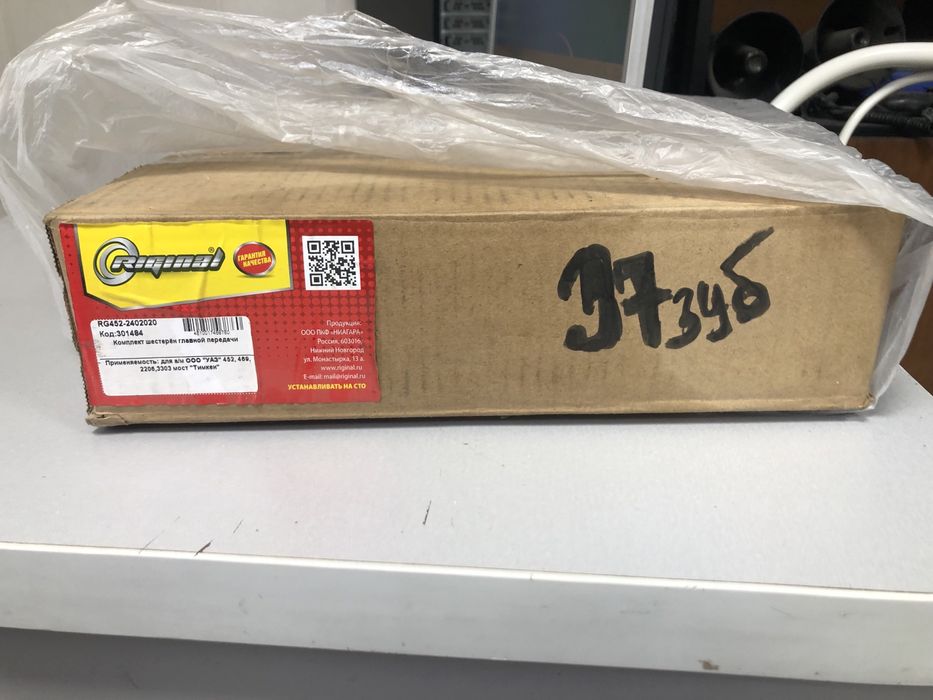 Riginal®
ГАРАНТИЯ
КАЧЕСТВА
RG452-2402020
Код:301484
Комплект шестерён главной передачи
Применяемость: для а/м ООО "УАЗ" 452, 469,
2206,3303 мост "Тимкен"
Продукция:
ООО ПКФ «НИАГАРА»
Россия, 603016,
Нижний Новгород
ул. Монастырка, 13 а.
www.riginal.ru
E-mail: mail@riginal.ru
УСТАНАВЛИВАТЬ НА СТО
37зуб